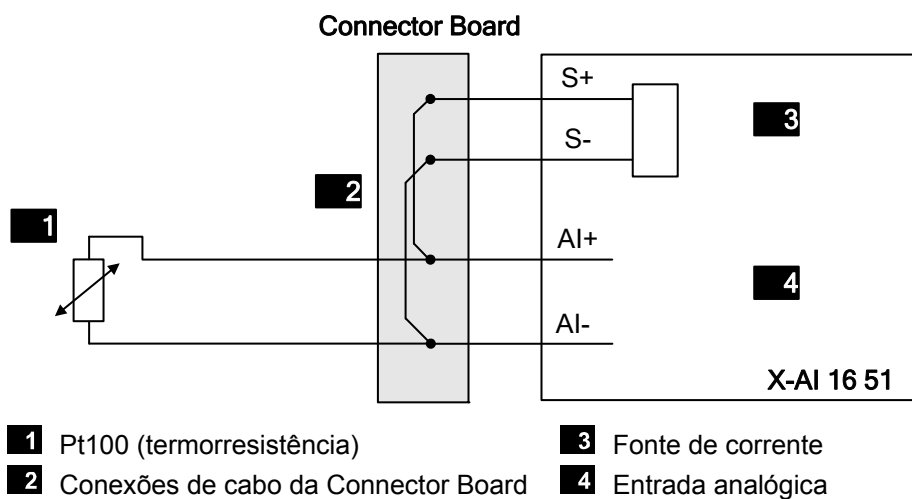 Connector Board
S+
3
S-
2
1
AI+
4
AI-
X-AI 16 51
1 Pt100 (termorresistência)
3 Fonte de corrente
2 Conexões de cabo da Connector Board
4 Entrada analógica